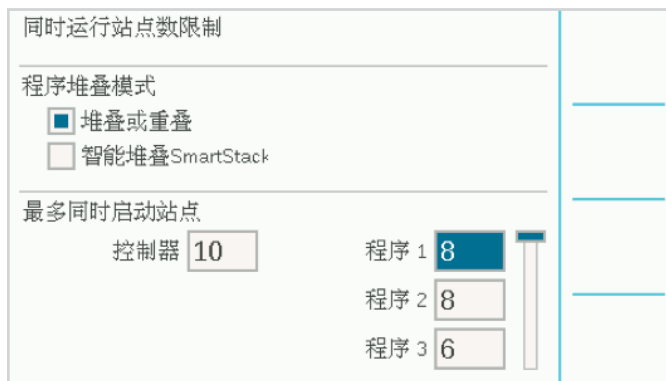 同时运行站点数限制
程序堆叠模式
堆叠或重叠
智能堆叠SmartStack
最多同时启动站点
控制器 10 程序 1 8
程序 2 8
程序 3 6